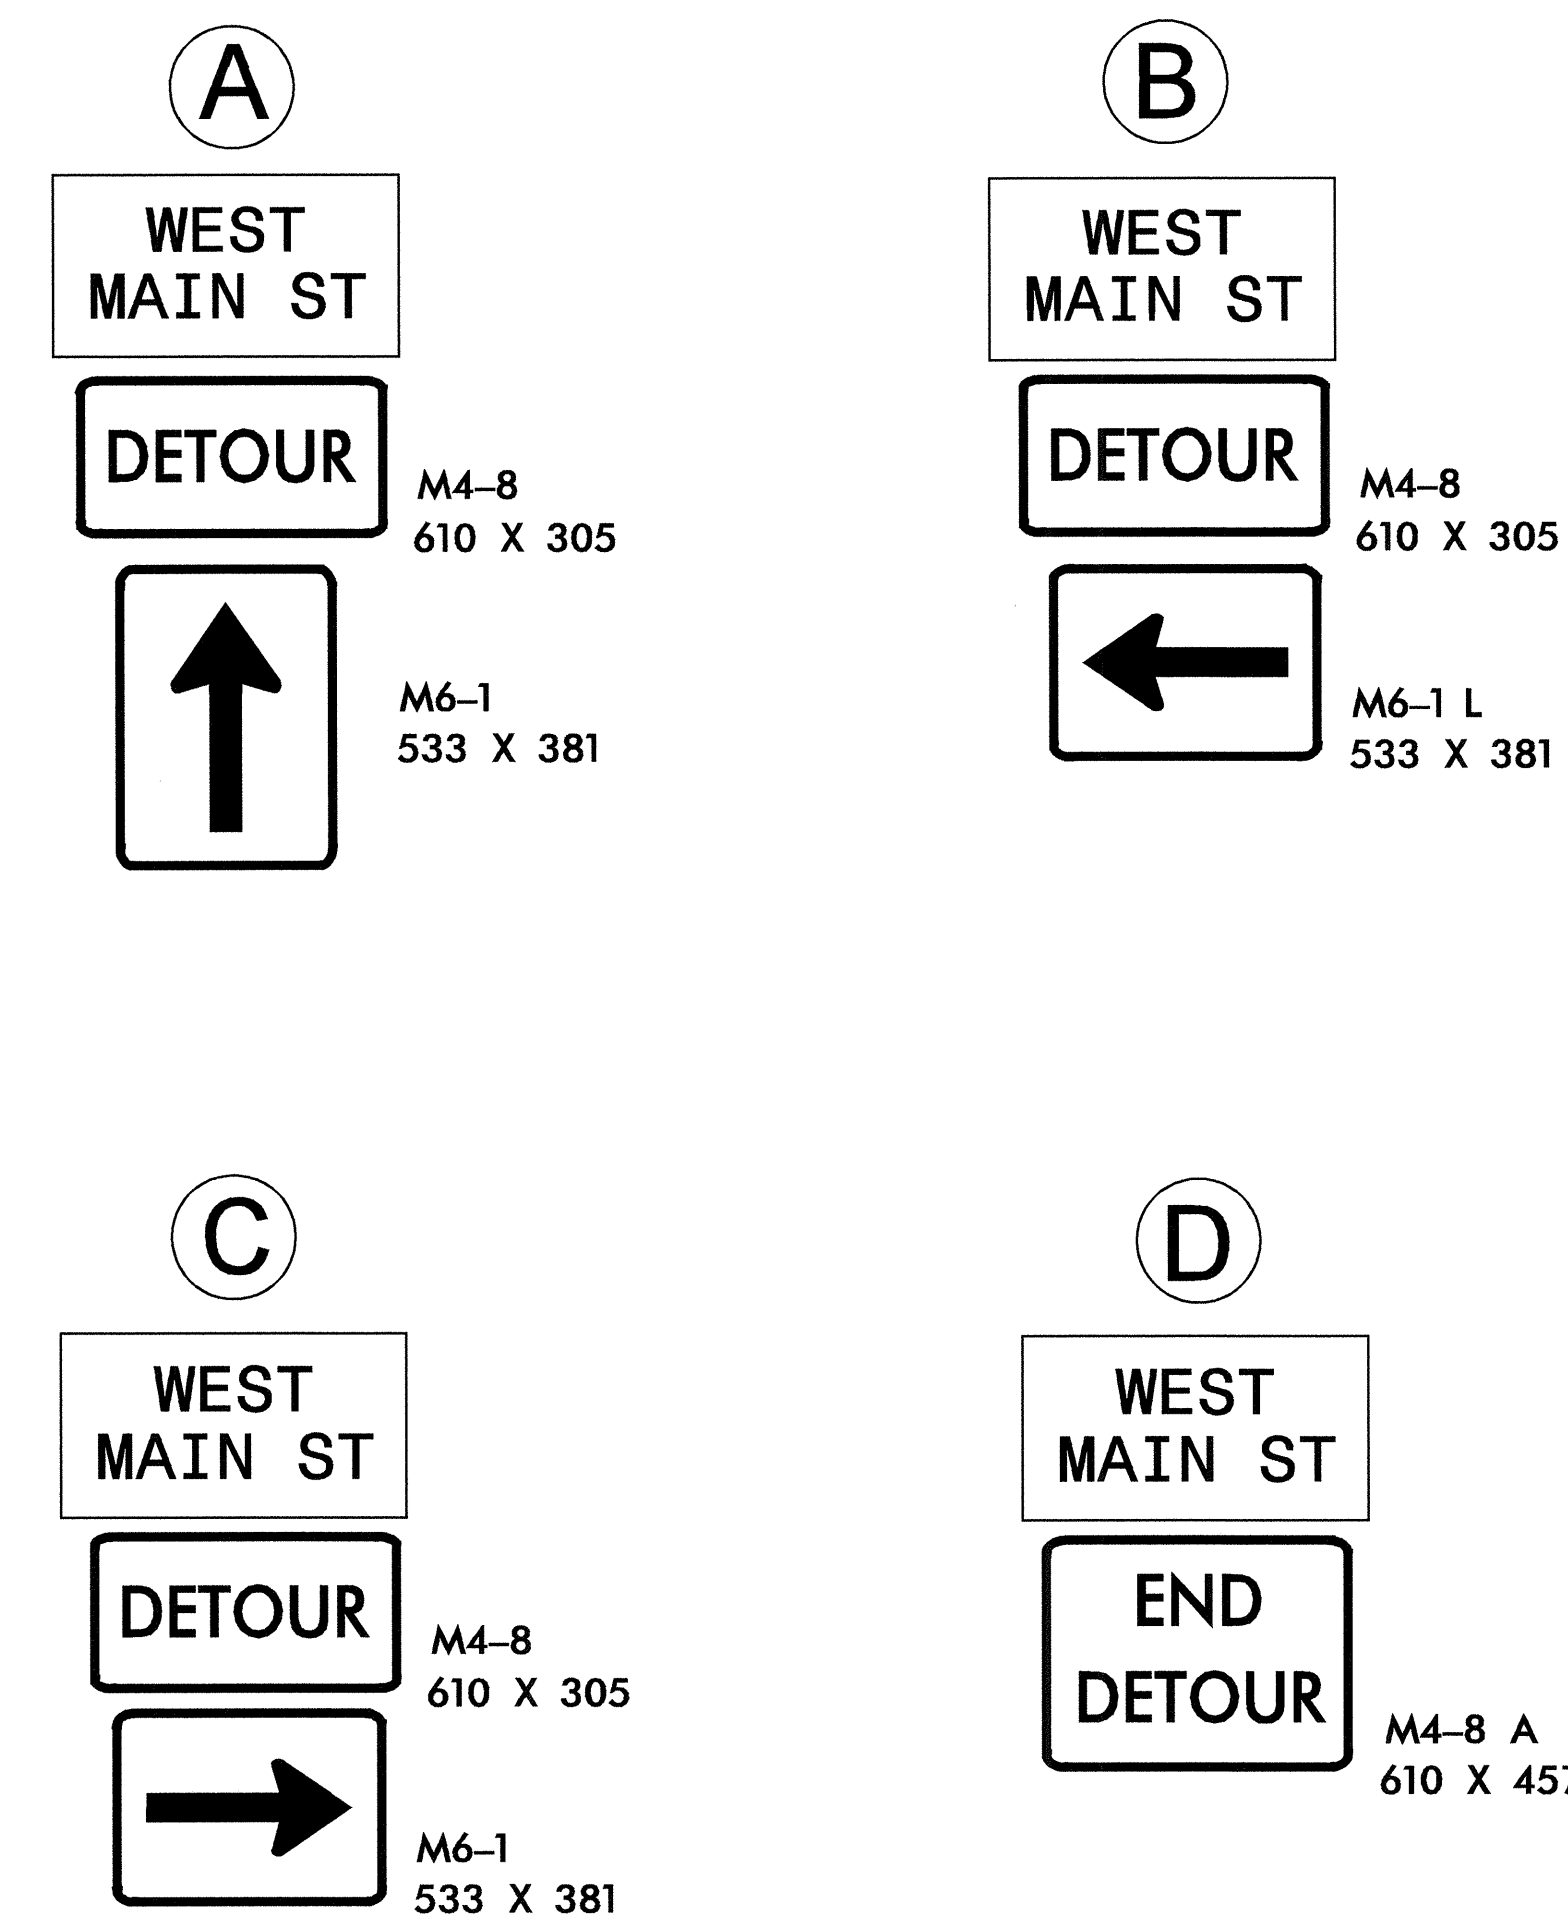 A
WEST
MAIN ST
DETOUR
M4-8
610 X 305
M6-1
533 X 381
B
WEST
MAIN ST
DETOUR
M4-8
610 X 305
M6-1 L
533 X 381
C
WEST
MAIN ST
DETOUR
M4-8
610 X 305
M6-1
533 X 381
D
WEST
MAIN ST
END
DETOUR
M4-8 A
610 X 457